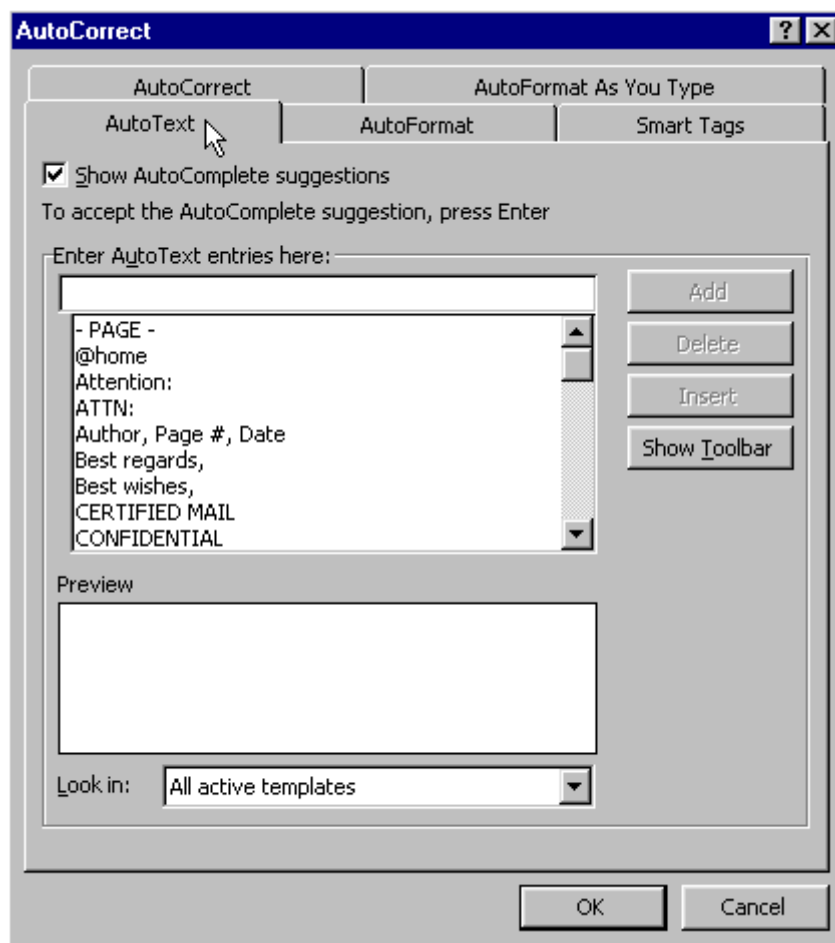 AutoCorrect
AutoCorrect AutoFormat As You Type
AutoText AutoFormat Smart Tags
Show AutoComplete suggestions
To accept the AutoComplete suggestion, press Enter
Enter AutoText entries here:
Add
- PAGE -
@home
Attention:
ATTN:
Author, Page #, Date
Best regards,
Best wishes,
CERTIFIED MAIL
CONFIDENTIAL
Delete
Insert
Show Toolbar
Preview
Look in: All active templates
OK Cancel